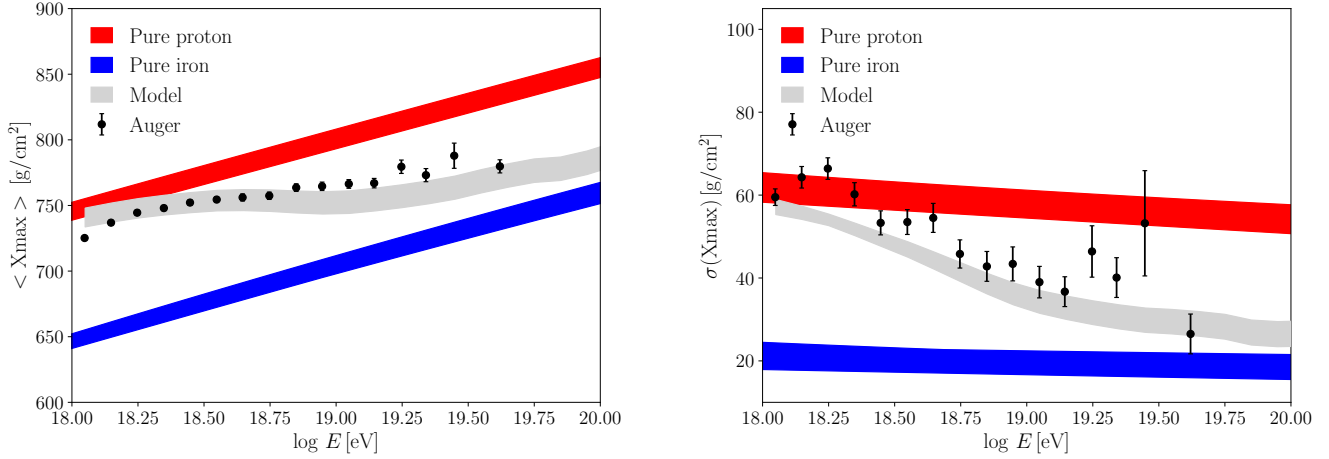 900
850
800
750
700
650
600
< Xmax > [g/cm²]
Pure proton
Pure iron
Model
Auger
18.00 18.25 18.50 18.75 19.00 19.25 19.50 19.75 20.00
log E [eV]
100
80
60
40
20
σ(Xmax) [g/cm²]
Pure proton
Pure iron
Model
Auger
18.00 18.25 18.50 18.75 19.00 19.25 19.50 19.75 20.00
log E [eV]